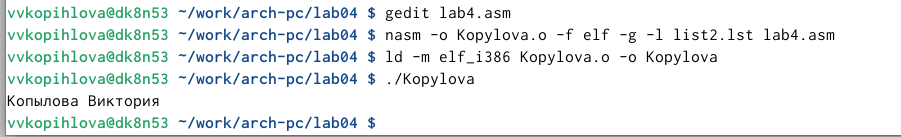 vvkopihlova@dk8n53 ~/work/arch-pc/lab04 $ gedit lab4.asm
vvkopihlova@dk8n53 ~/work/arch-pc/lab04 $ nasm -o Kopylova.o -f elf -g -l list2.lst lab4.asm
vvkopihlova@dk8n53 ~/work/arch-pc/lab04 $ ld -m elf_i386 Kopylova.o -o Kopylova
vvkopihlova@dk8n53 ~/work/arch-pc/lab04 $ ./Kopylova
Копылова Виктория
vvkopihlova@dk8n53 ~/work/arch-pc/lab04 $